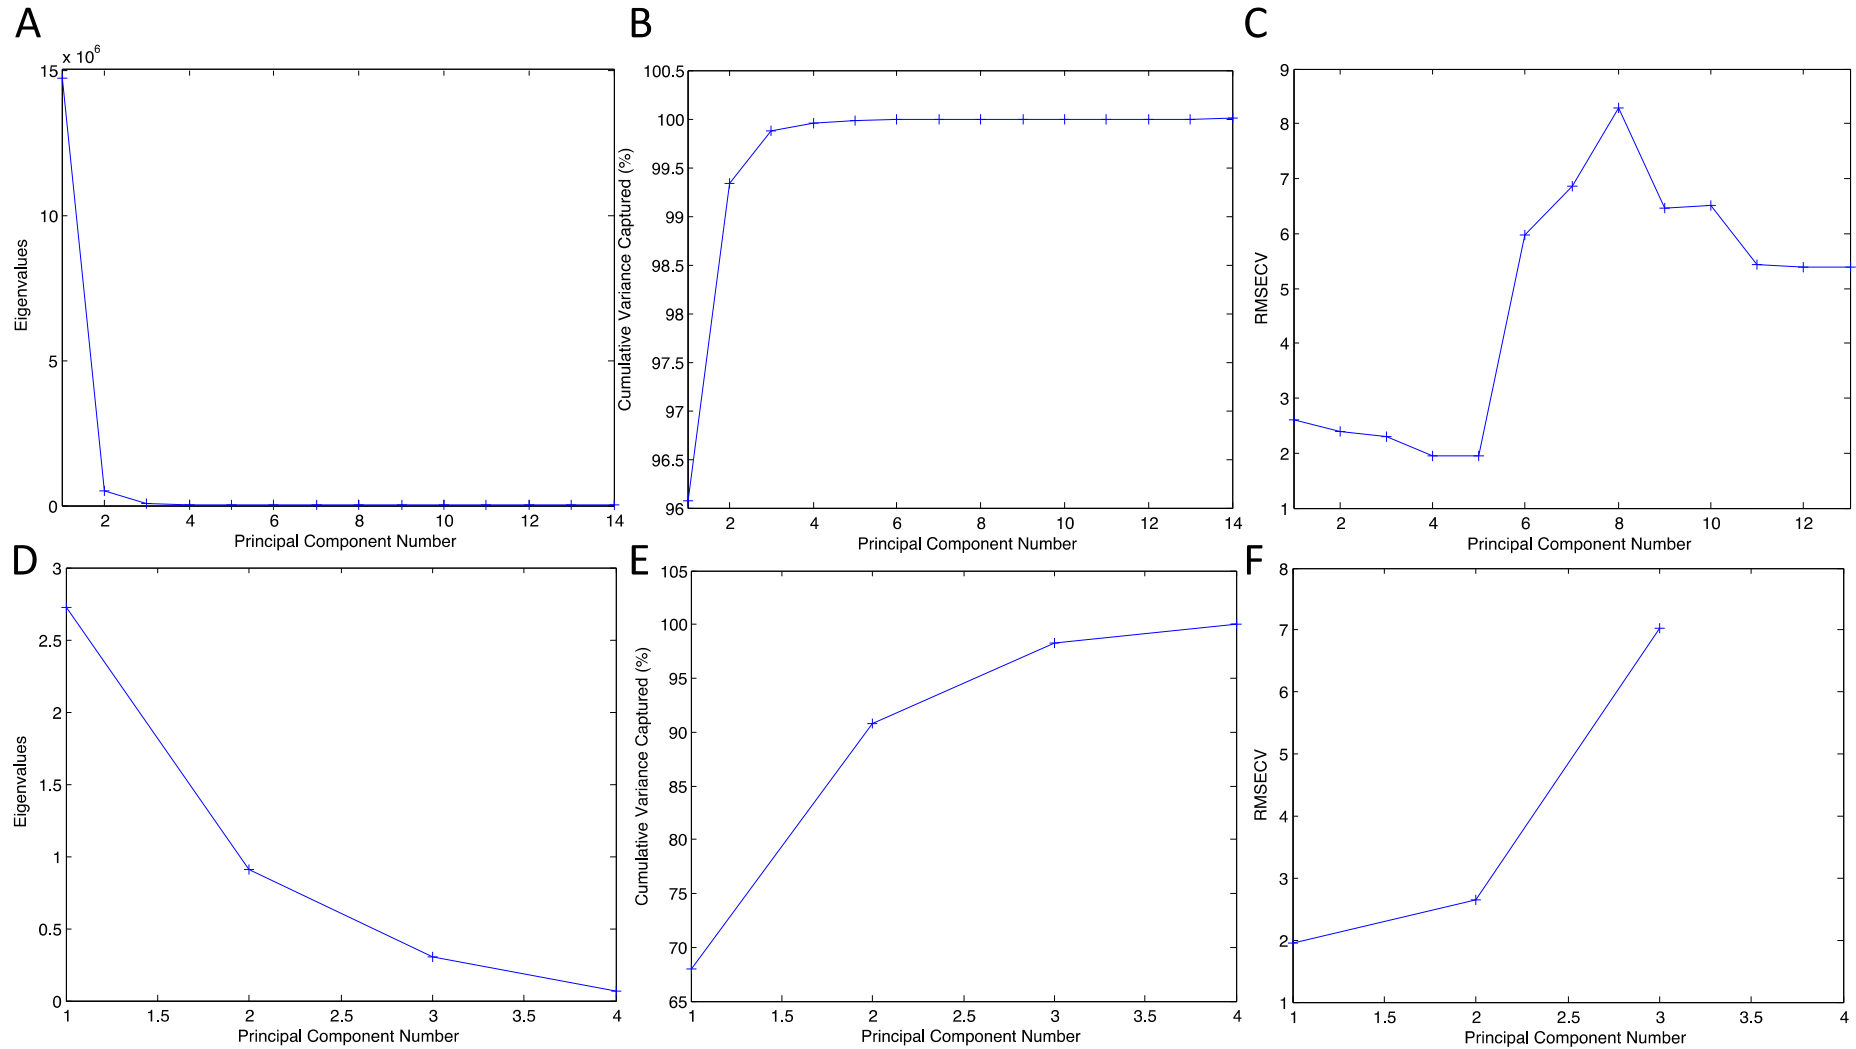 A
x 10^6
15
10
5
0
2 4 6 8 10 12 14
Eigenvalues
Principal Component Number
B
100.5
100
99.5
99
98.5
98
97.5
97
96.5
96
2 4 6 8 10 12 14
Cumulative Variance Captured (%)
Principal Component Number
C
9
8
7
6
5
4
3
2
1
2 4 6 8 10 12
RMSECV
Principal Component Number
D
3
2.5
2
1.5
1
0.5
0
1 1.5 2 2.5 3 3.5 4
Eigenvalues
Principal Component Number
E
105
100
95
90
85
80
75
70
65
1 1.5 2 2.5 3 3.5 4
Cumulative Variance Captured (%)
Principal Component Number
F
8
7
6
5
4
3
2
1
1 1.5 2 2.5 3 3.5 4
RMSECV
Principal Component Number